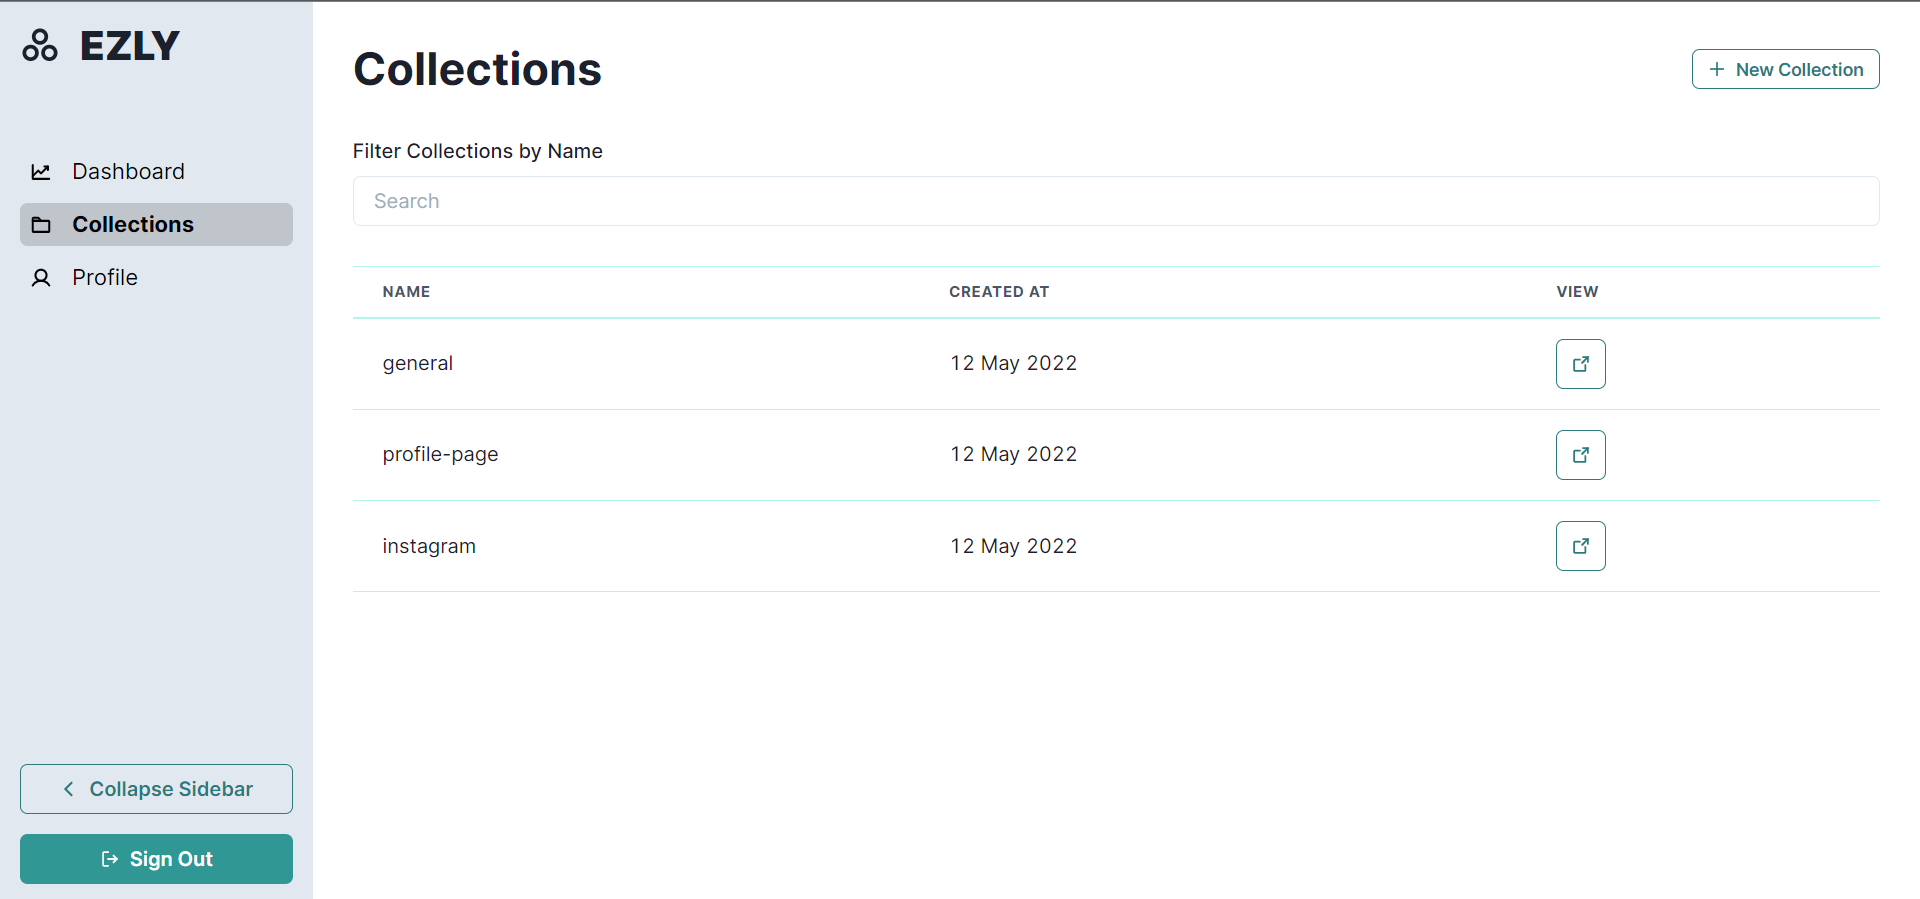 EZLY
Dashboard
Collections
Profile
Collapse Sidebar
Sign Out
Collections
New Collection
Filter Collections by Name
Search
NAME CREATED AT VIEW
general 12 May 2022
profile-page 12 May 2022
instagram 12 May 2022